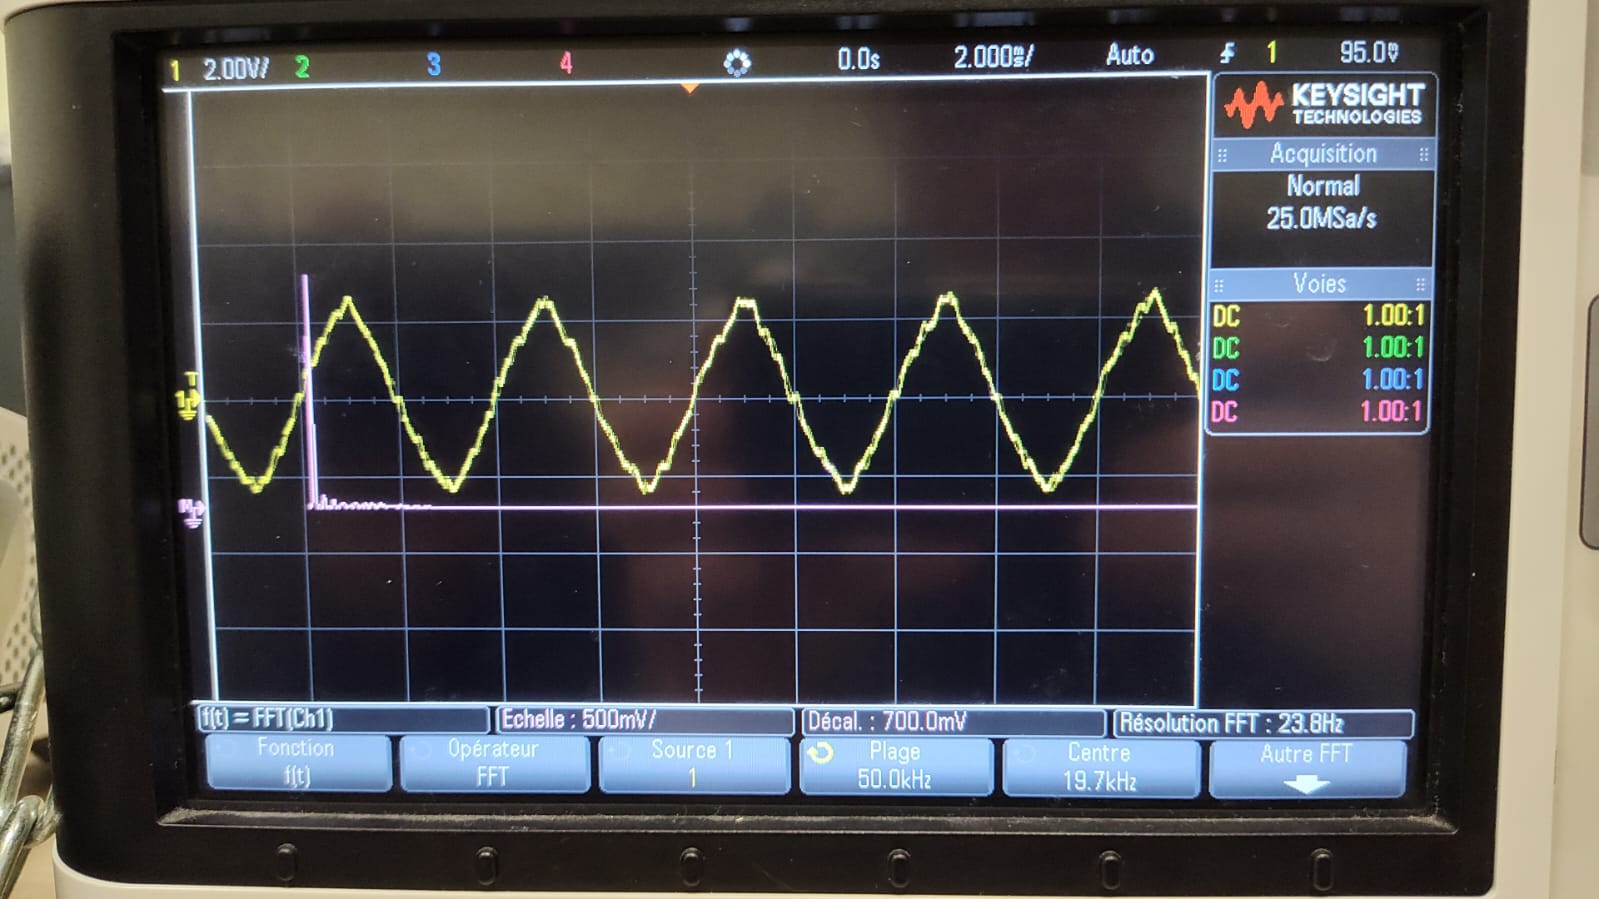 1 2.00V/ 2 3 4 0.0s 2.000ms/ Auto 1 95.0mV
KEYSIGHT
TECHNOLOGIES
Acquisition
Normal
25.0MSa/s
Voies
DC 1.00:1
DC 1.00:1
DC 1.00:1
DC 1.00:1
T
1
M
f(t) = FFT(Ch1) Echelle : 500mV/ Décal. : 700.0mV Résolution FFT : 23.8Hz
Fonction Opérateur Source 1 Plage Centre Autre FFT
f(t) FFT 1 50.0kHz 19.7kHz